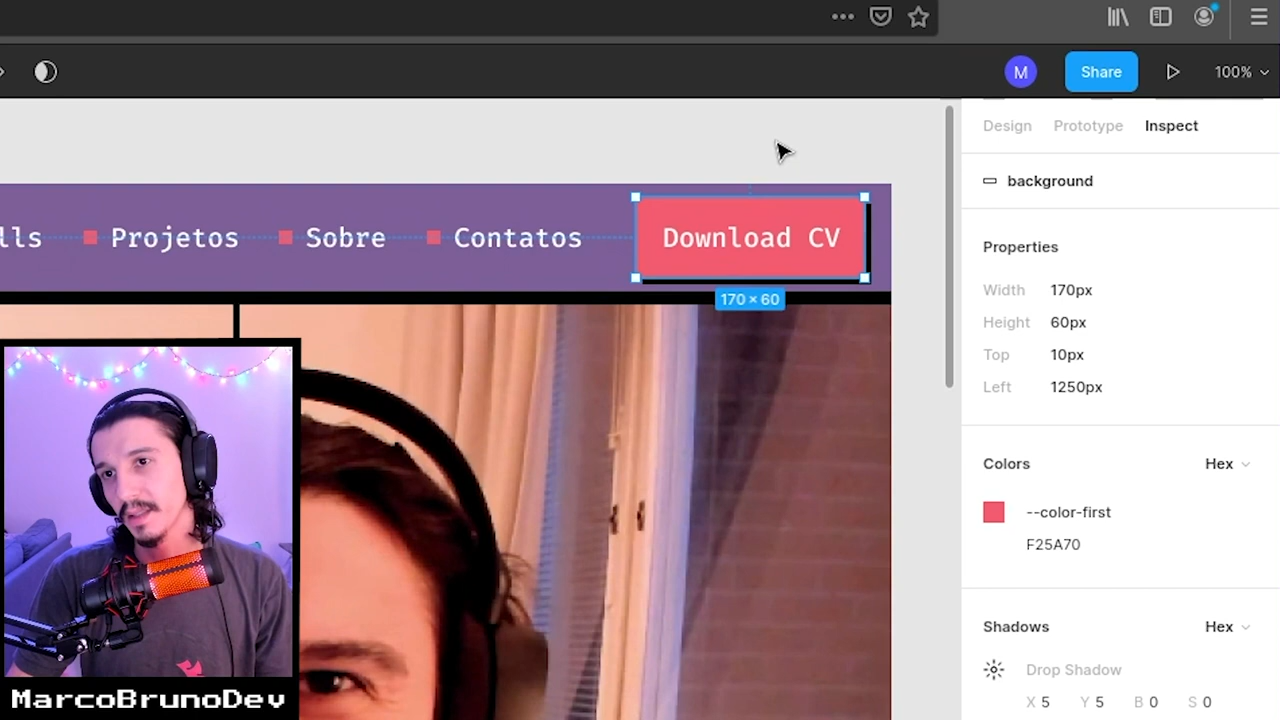 M
Share
100%
Design Prototype Inspect
background
lls Projetos Sobre Contatos Download CV
170 × 60
Properties
Width 170px
Height 60px
Top 10px
Left 1250px
Colors Hex
--color-first
F25A70
Shadows Hex
Drop Shadow
X 5 Y 5 B 0 S 0
MarcoBrunoDev